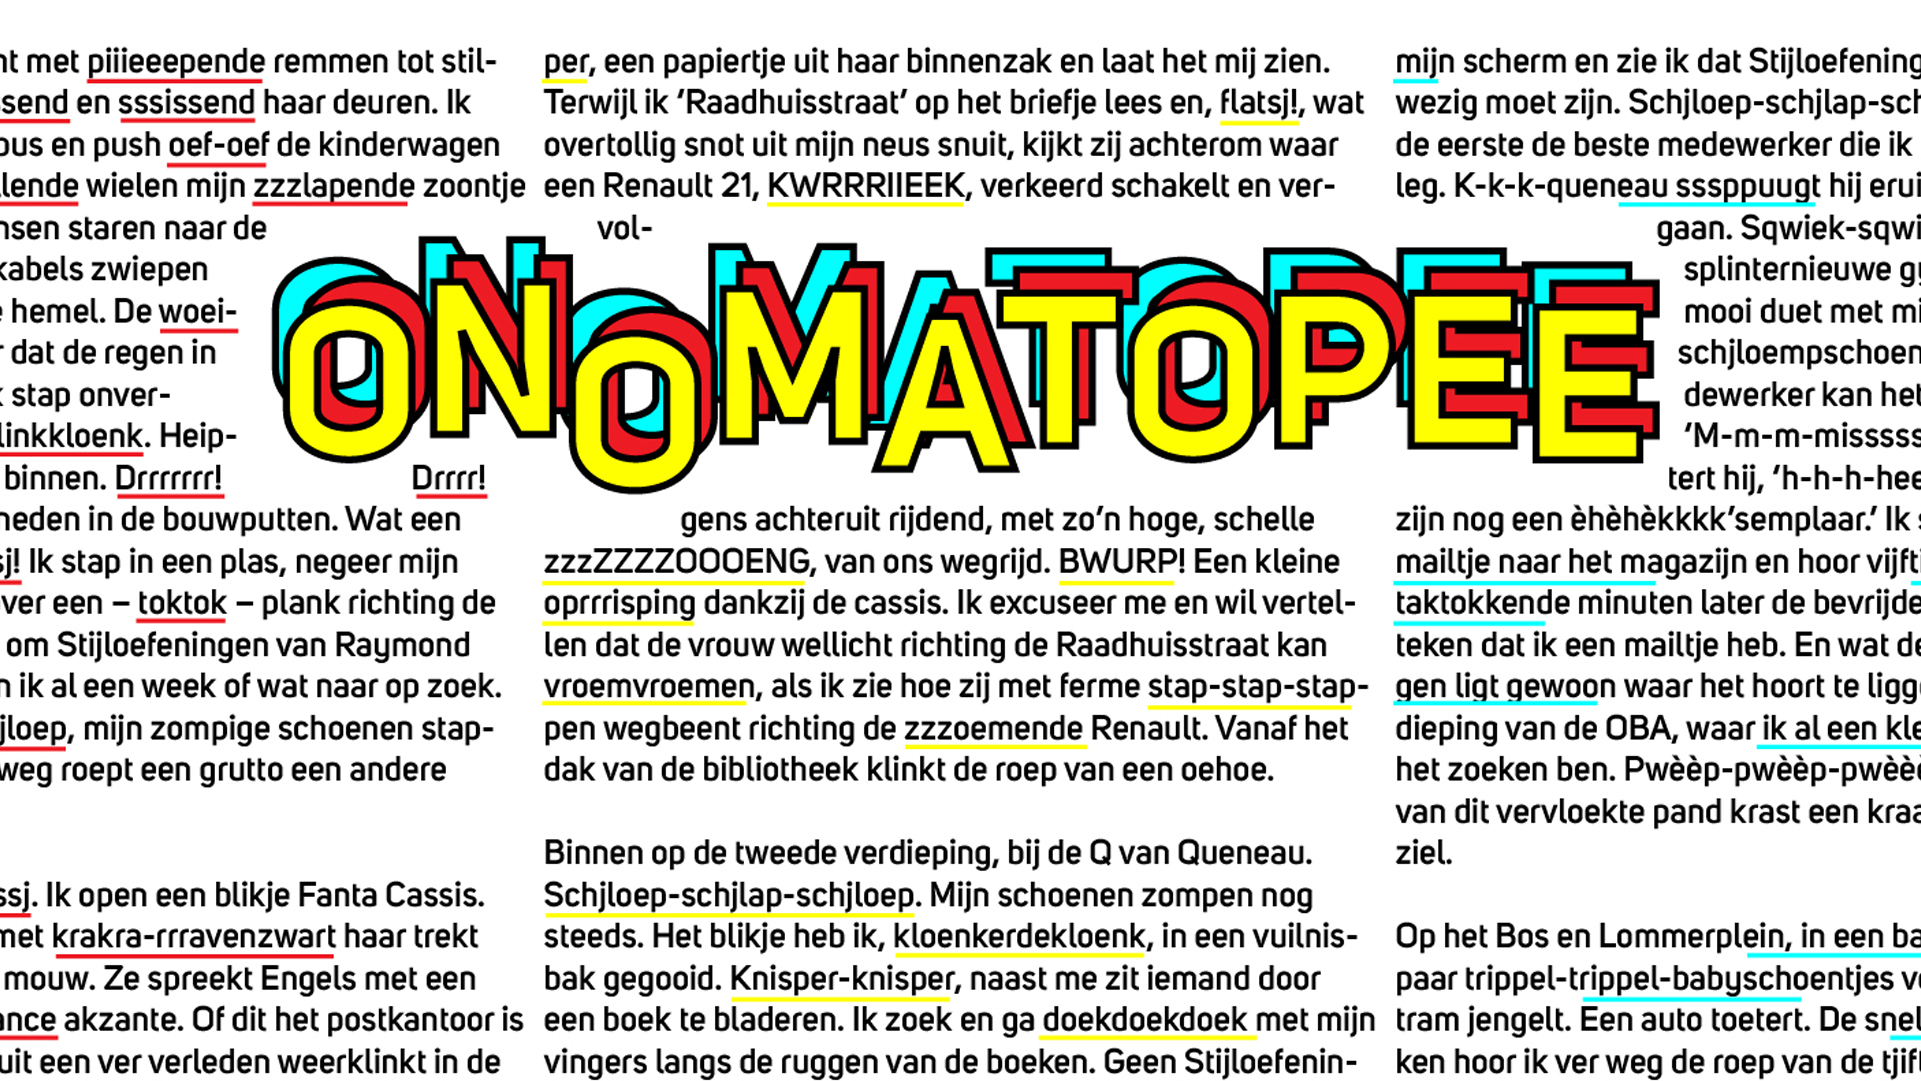 met piiieeepende remmen tot stil-
en sssissend haar deuren. Ik
en push oef-oef de kinderwagen
wielen mijn zzzlapende zoontje
staren naar de
kabels zwiepen
hemel. De woei-
dat de regen in
stap onver-
Heip-
binnen. Drrrrrrr! Drrrr!
in de bouwputten. Wat een
Ik stap in een plas, negeer mijn
een – toktok – plank richting de
om Stijloefeningen van Raymond
ik al een week of wat naar op zoek.
mijn zompige schoenen stap-
weg roept een grutto een andere
Ik open een blikje Fanta Cassis.
met krakra-rrravenzwart haar trekt
mouw. Ze spreekt Engels met een
akzante. Of dit het postkantoor is
uit een ver verleden weerklinkt in de
ONOMATOPEE
per, een papiertje uit haar binnenzak en laat het mij zien.
Terwijl ik ‘Raadhuisstraat’ op het briefje lees en, flatsj!, wat
overtollig snot uit mijn neus snuit, kijkt zij achterom waar
een Renault 21, KWRRRIIEEK, verkeerd schakelt en ver-
vol-
gens achteruit rijdend, met zo’n hoge, schelle
zzzZZZZOOOENG, van ons wegrijd. BWURP! Een kleine
oprrrisping dankzij de cassis. Ik excuseer me en wil vertel-
len dat de vrouw wellicht richting de Raadhuisstraat kan
vroemvroemen, als ik zie hoe zij met ferme stap-stap-stap-
pen wegbeent richting de zzzoemende Renault. Vanaf het
dak van de bibliotheek klinkt de roep van een oehoe.
Binnen op de tweede verdieping, bij de Q van Queneau.
Schjloep-schjlap-schjloep. Mijn schoenen zompen nog
steeds. Het blikje heb ik, kloenkerdekloenk, in een vuilnis-
bak gegooid. Knisper-knisper, naast me zit iemand door
een boek te bladeren. Ik zoek en ga doekdoekdoek met mijn
vingers langs de ruggen van de boeken. Geen Stijloefenin-
mijn scherm en zie ik dat Stijloefening
wezig moet zijn. Schjloep-schjlap-sch
de eerste de beste medewerker die ik
leg. K-k-k-queneau sssppuugt hij erui
gaan. Sqwiek-sqwi
splinternieuwe
mooi duet met
schjloempschoen
dewerker kan het
‘M-m-m-misssss
tert hij, ‘h-h-h-hee
zijn nog een èhèhèkkkk’semplaar.’ Ik
mailtje naar het magazijn en hoor vijft
taktokkende minuten later de bevrijde
teken dat ik een mailtje heb. En wat de
gen ligt gewoon waar het hoort te ligg
dieping van de OBA, waar ik al een kle
het zoeken ben. Pwèèp-pwèèp-pwèè
van dit vervloekte pand krast een kraa
ziel.
Op het Bos en Lommerplein, in een ba
paar trippel-trippel-babyschoentjes
tram jengelt. Een auto toetert. De snel
ken hoor ik ver weg de roep van de tjif